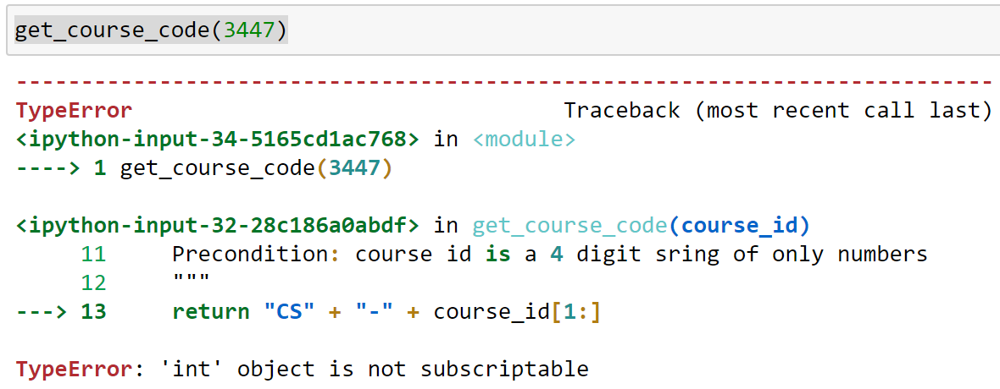 get_course_code(3447)
---------------------------------------------------------------------------
TypeError                                 Traceback (most recent call last)
<ipython-input-34-5165cd1ac768> in <module>
----> 1 get_course_code(3447)
<ipython-input-32-28c186a0abdf> in get_course_code(course_id)
     11     Precondition: course id is a 4 digit sring of only numbers
     12     """
---> 13     return "CS" + "-" + course_id[1:]
TypeError: 'int' object is not subscriptable